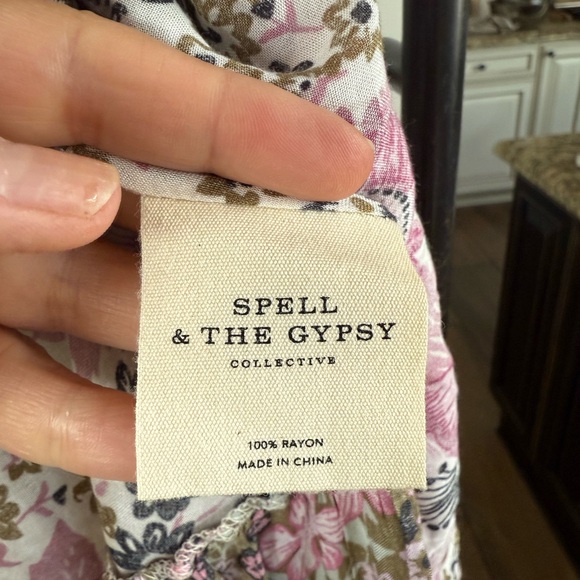 SPELL
& THE GYPSY
COLLECTIVE
100% RAYON
MADE IN CHINA